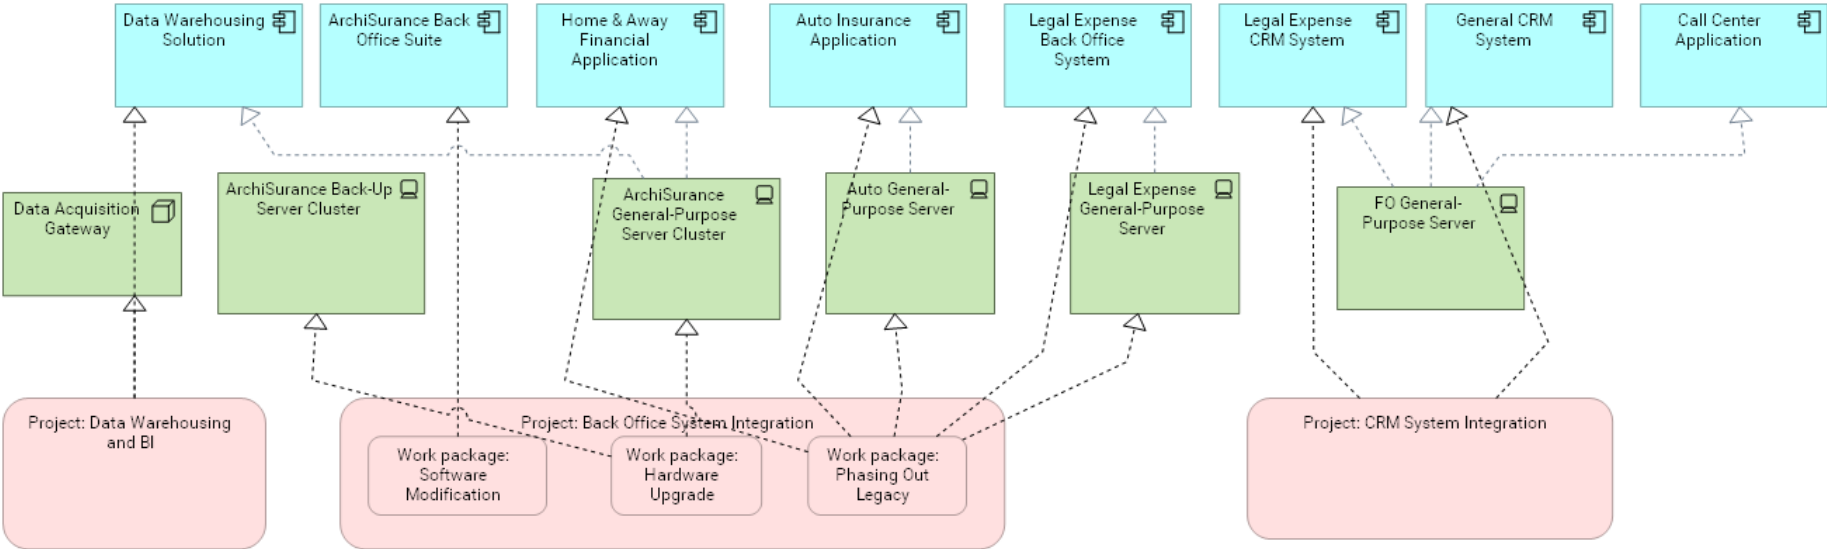 Data Warehousing
Solution
ArchiSurance Back
Office Suite
Home & Away
Financial
Application
Auto Insurance
Application
Legal Expense
Back Office
System
Legal Expense
CRM System
General CRM
System
Call Center
Application
Data Acquisition
Gateway
ArchiSurance Back-Up
Server Cluster
ArchiSurance
General-Purpose
Server Cluster
Auto General-
Purpose Server
Legal Expense
General-Purpose
Server
FO General-
Purpose Server
Project: Data Warehousing
and BI
Project: Back Office System Integration
Work package:
Software
Modification
Work package:
Hardware
Upgrade
Work package:
Phasing Out
Legacy
Project: CRM System Integration